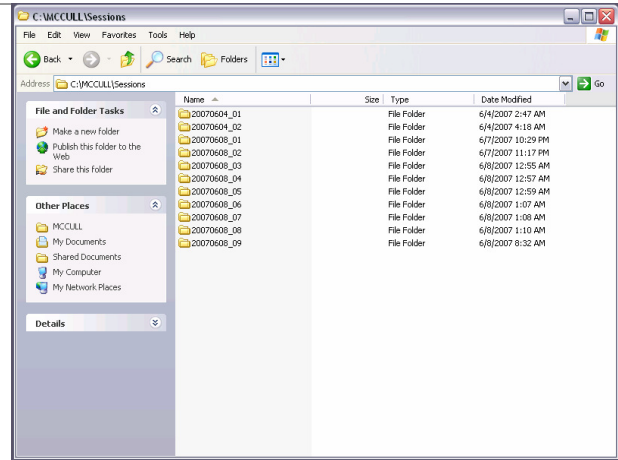 C:\MCCULL\Sessions
File Edit View Favorites Tools Help
Back Search Folders
Address C:\MCCULL\Sessions Go
File and Folder Tasks
Make a new folder
Publish this folder to the
Web
Share this folder
Other Places
MCCULL
My Documents
Shared Documents
My Computer
My Network Places
Details
Name Size Type Date Modified
20070604_01 File Folder 6/4/2007 2:47 AM
20070604_02 File Folder 6/4/2007 4:18 AM
20070608_01 File Folder 6/7/2007 10:29 PM
20070608_02 File Folder 6/7/2007 11:17 PM
20070608_03 File Folder 6/8/2007 12:55 AM
20070608_04 File Folder 6/8/2007 12:57 AM
20070608_05 File Folder 6/8/2007 12:59 AM
20070608_06 File Folder 6/8/2007 1:07 AM
20070608_07 File Folder 6/8/2007 1:08 AM
20070608_08 File Folder 6/8/2007 1:10 AM
20070608_09 File Folder 6/8/2007 8:32 AM